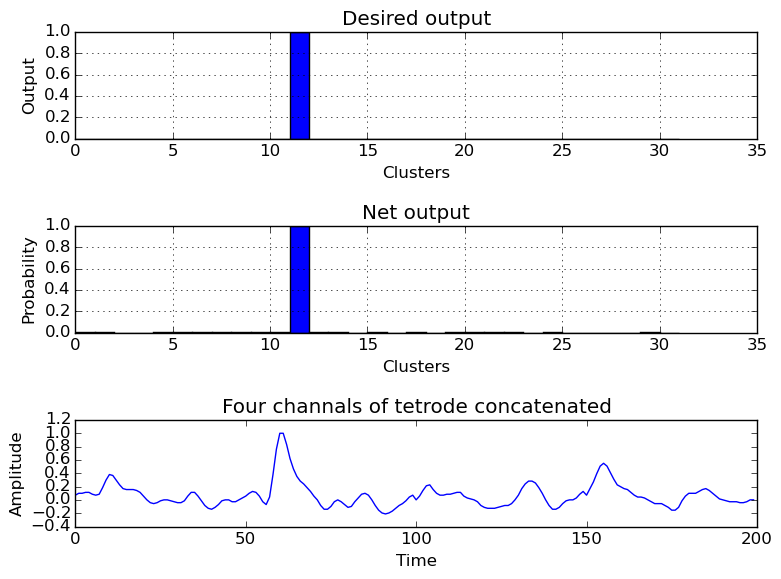 Desired output
1.0
0.8
0.6
0.4
0.2
0.0
Output
0 5 10 15 20 25 30 35
Clusters
Net output
1.0
0.8
0.6
0.4
0.2
0.0
Probability
0 5 10 15 20 25 30 35
Clusters
Four channals of tetrode concatenated
1.2
1.0
0.8
0.6
0.4
0.2
0.0
−0.2
−0.4
Amplitude
0 50 100 150 200
Time